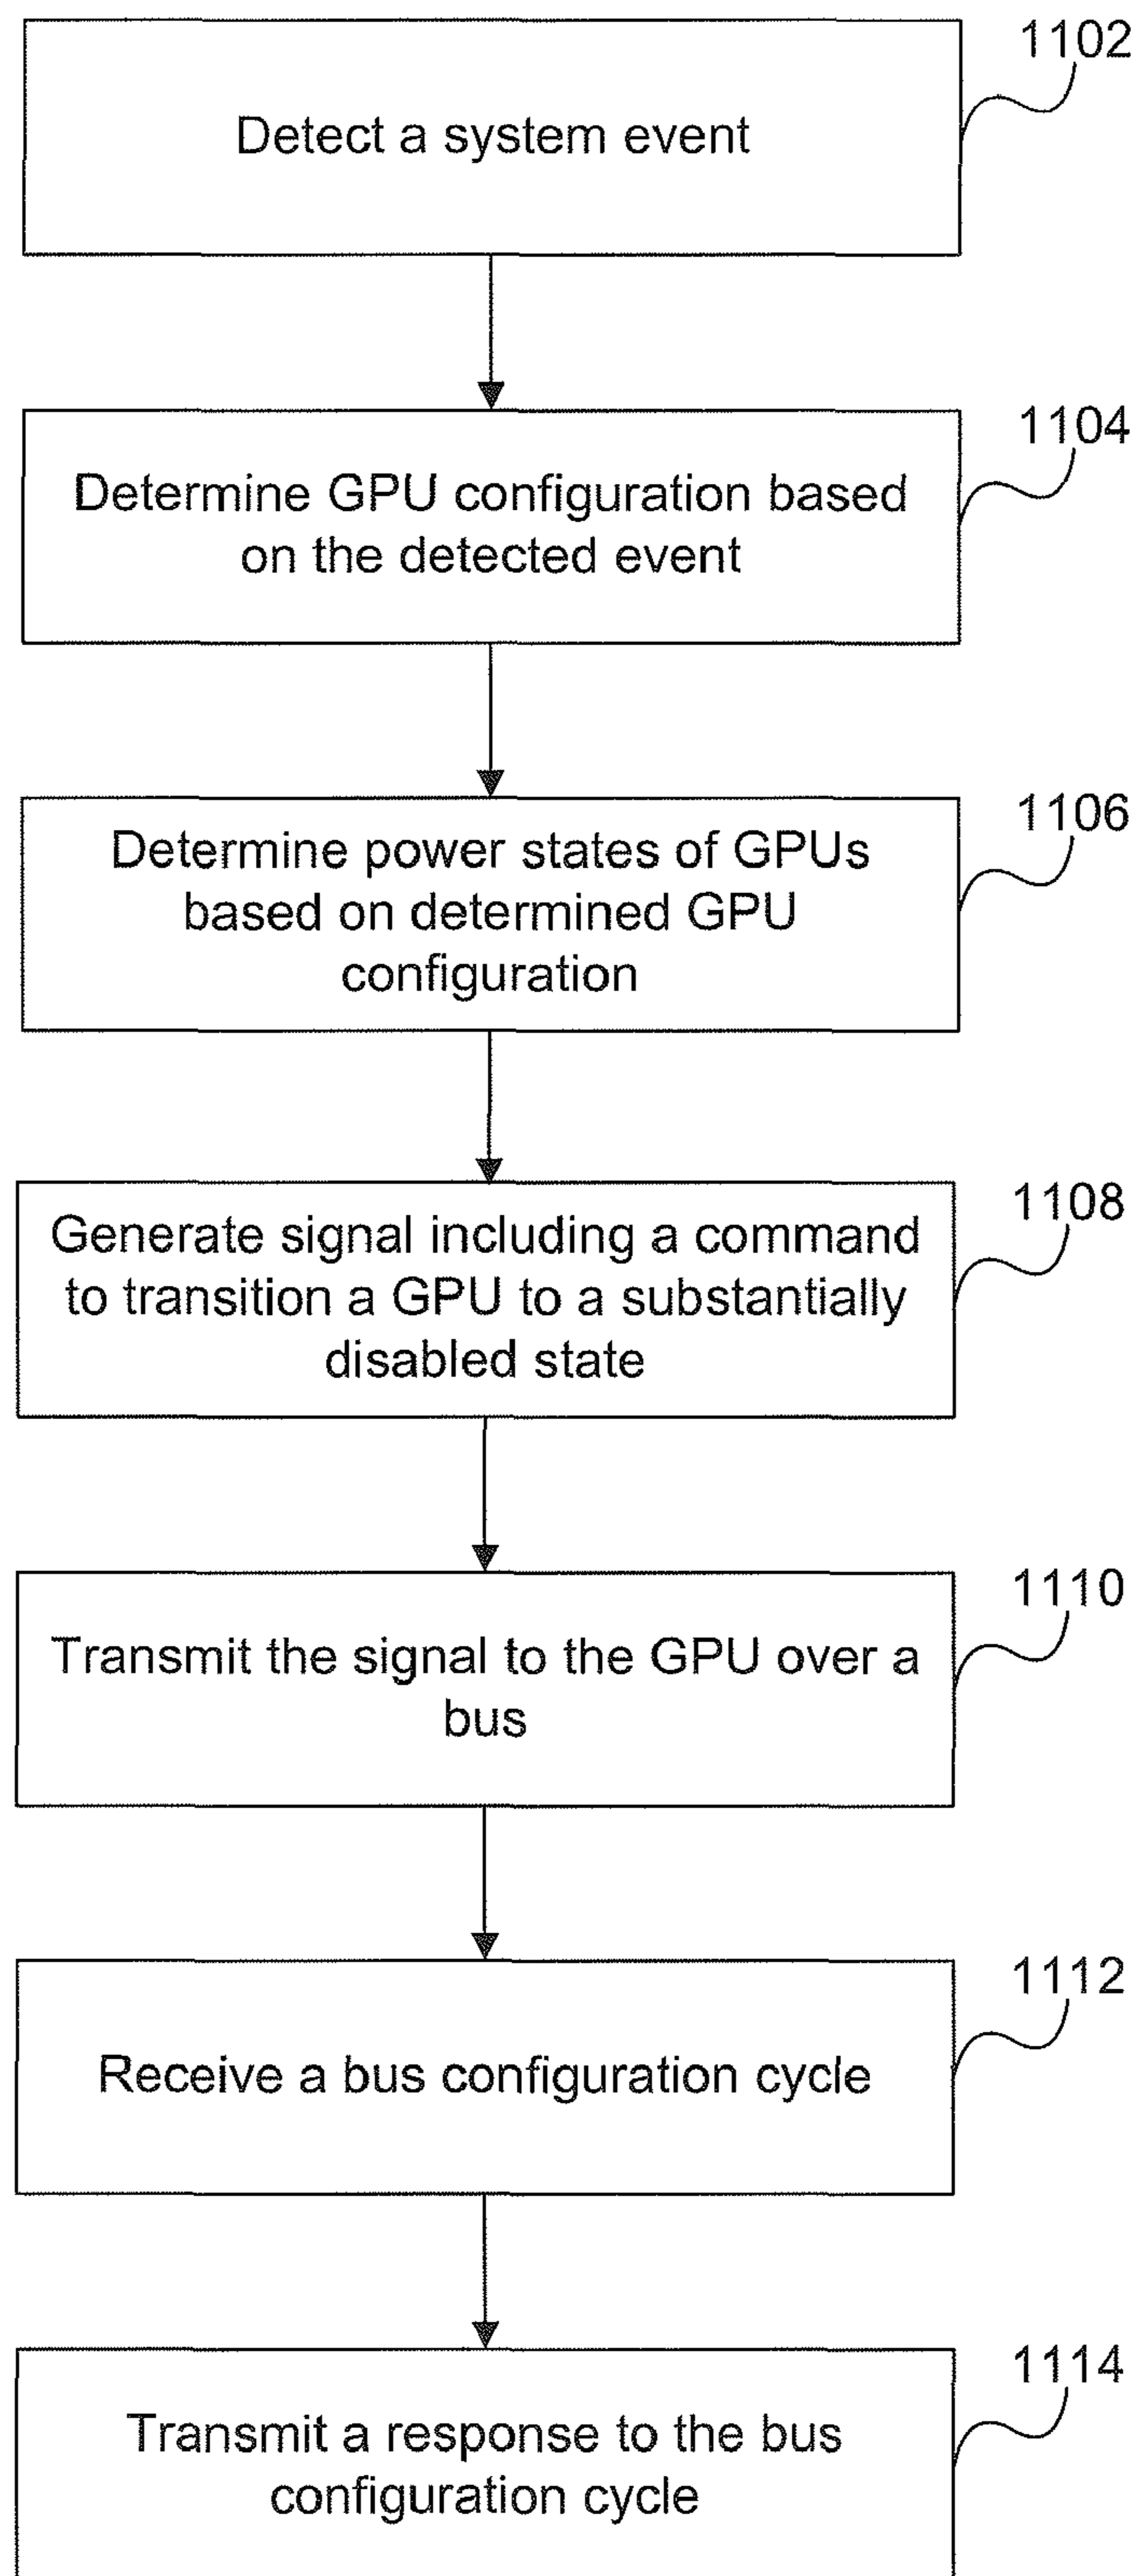 1102
Detect a system event
1104
Determine GPU configuration based
on the detected event
1106
Determine power states of GPUs
based on determined GPU
configuration
1108
Generate signal including a command
to transition a GPU to a substantially
disabled state
1110
Transmit the signal to the GPU over a
bus
1112
Receive a bus configuration cycle
1114
Transmit a response to the bus
configuration cycle